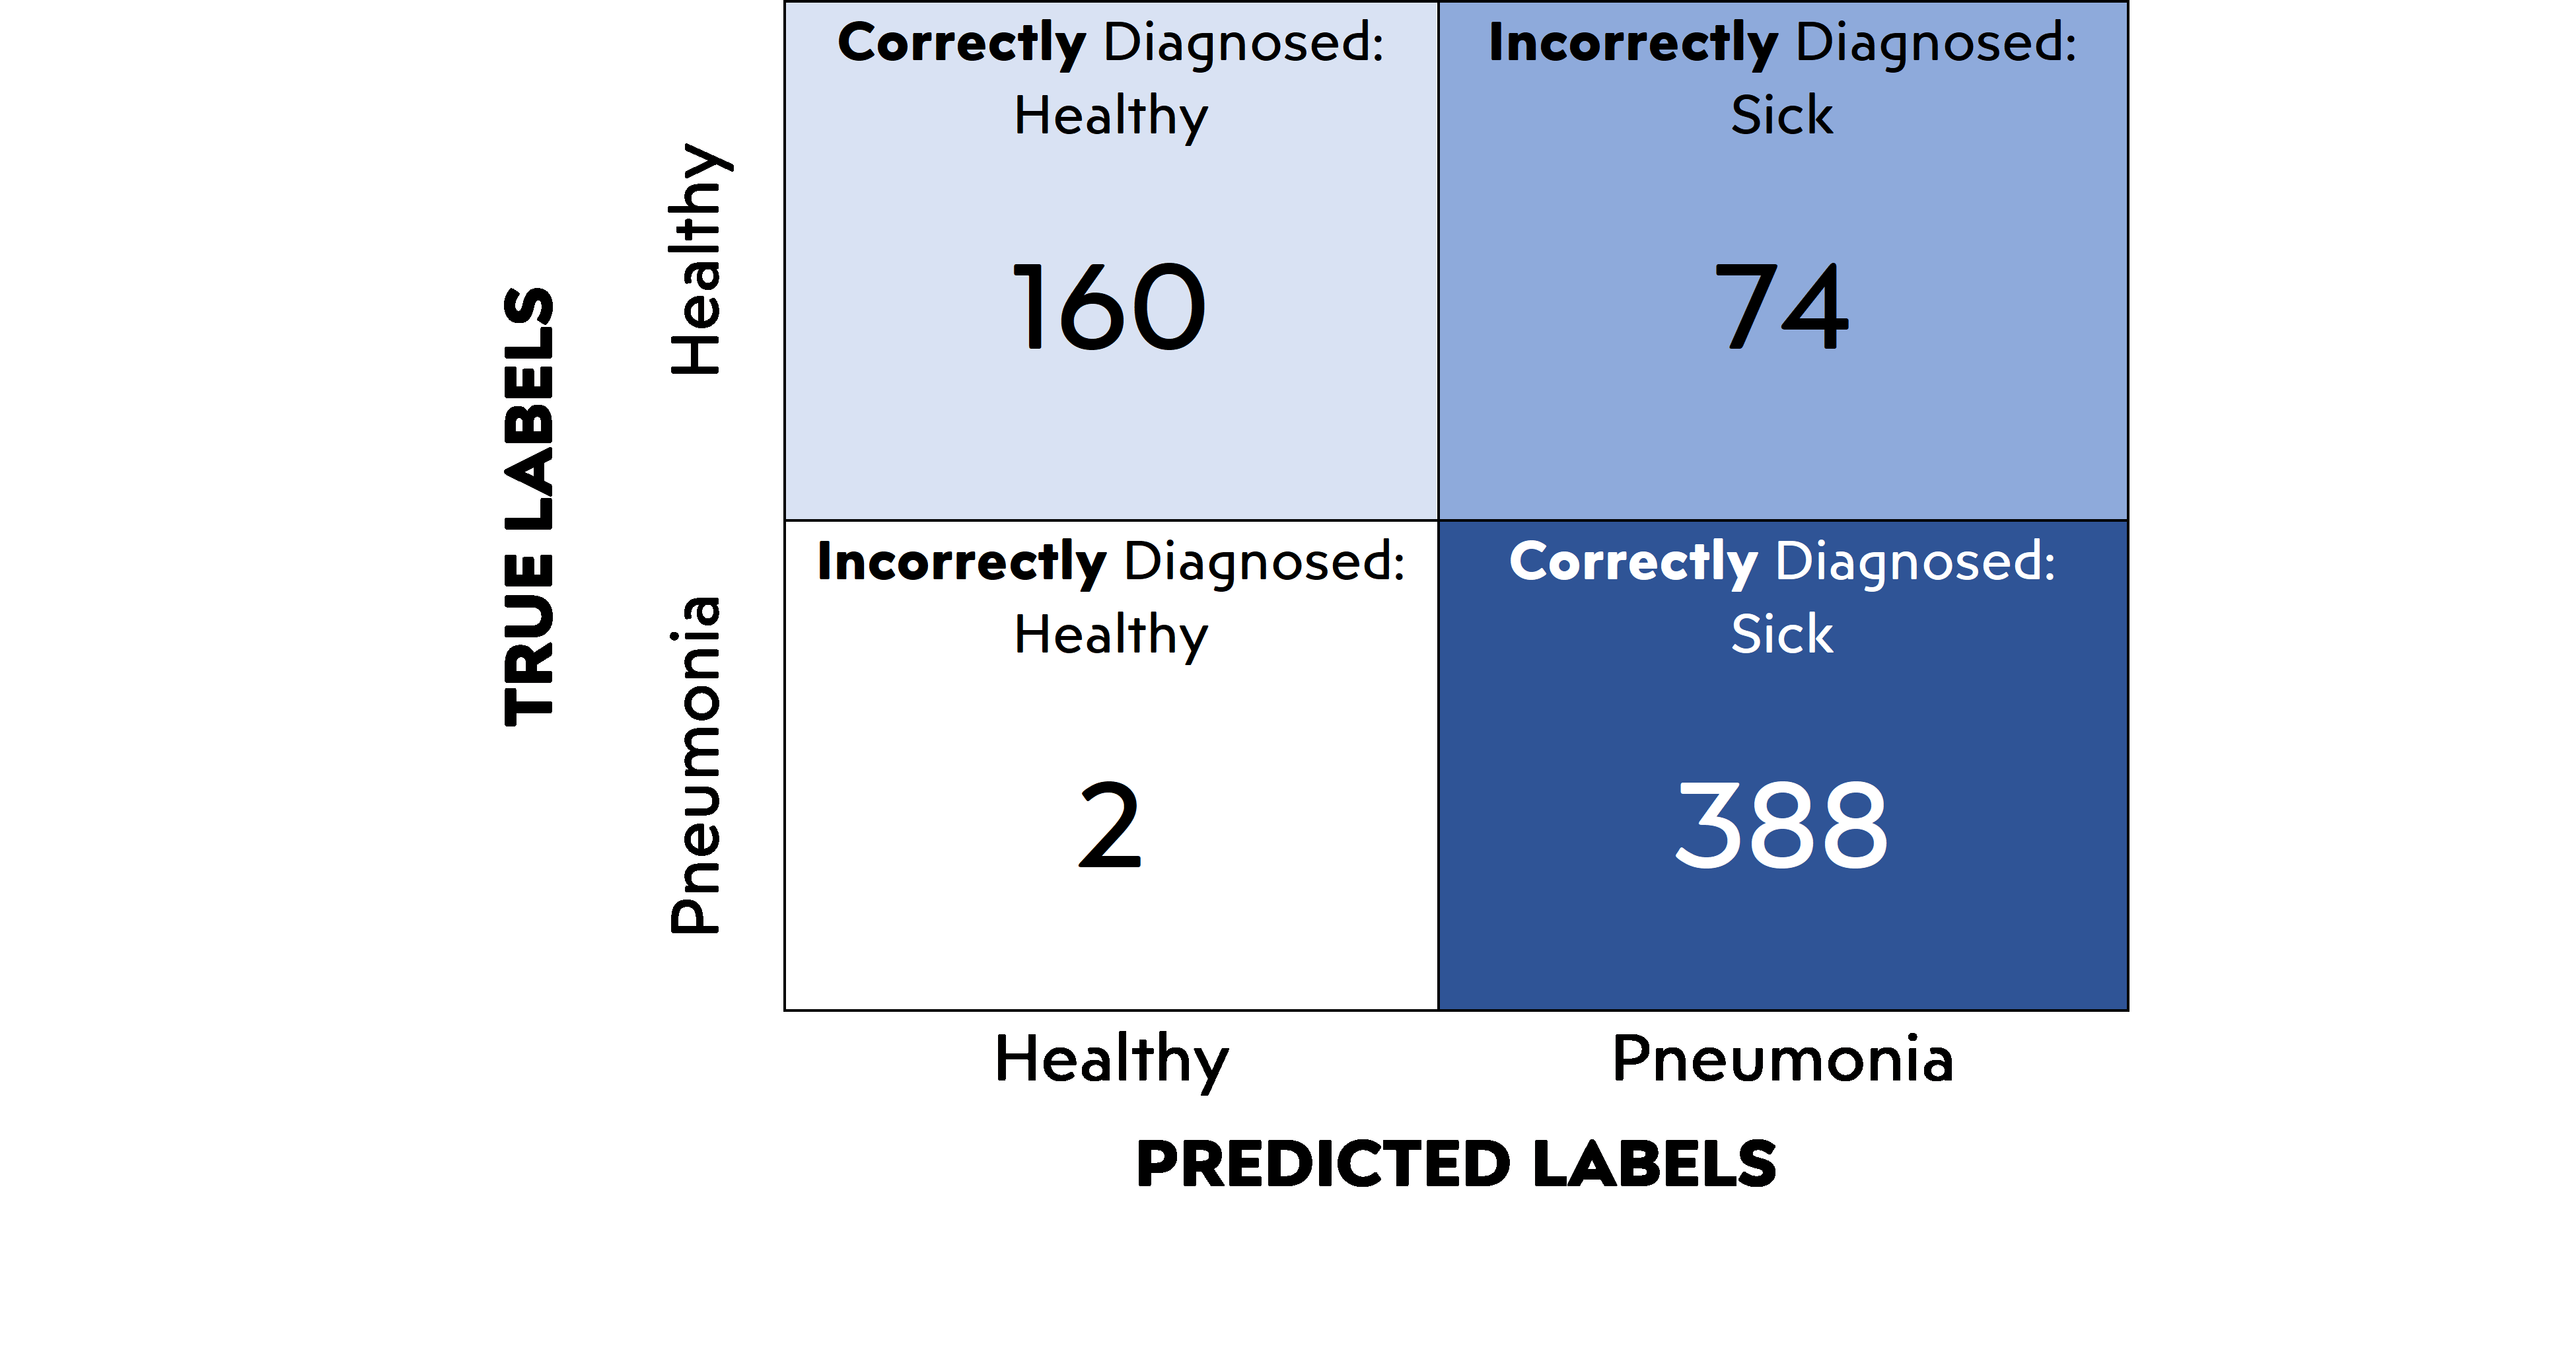 Correctly Diagnosed:
Healthy
160
Incorrectly Diagnosed:
Sick
74
Incorrectly Diagnosed:
Healthy
2
Correctly Diagnosed:
Sick
388
TRUE LABELS
Healthy
Pneumonia
Healthy
Pneumonia
PREDICTED LABELS